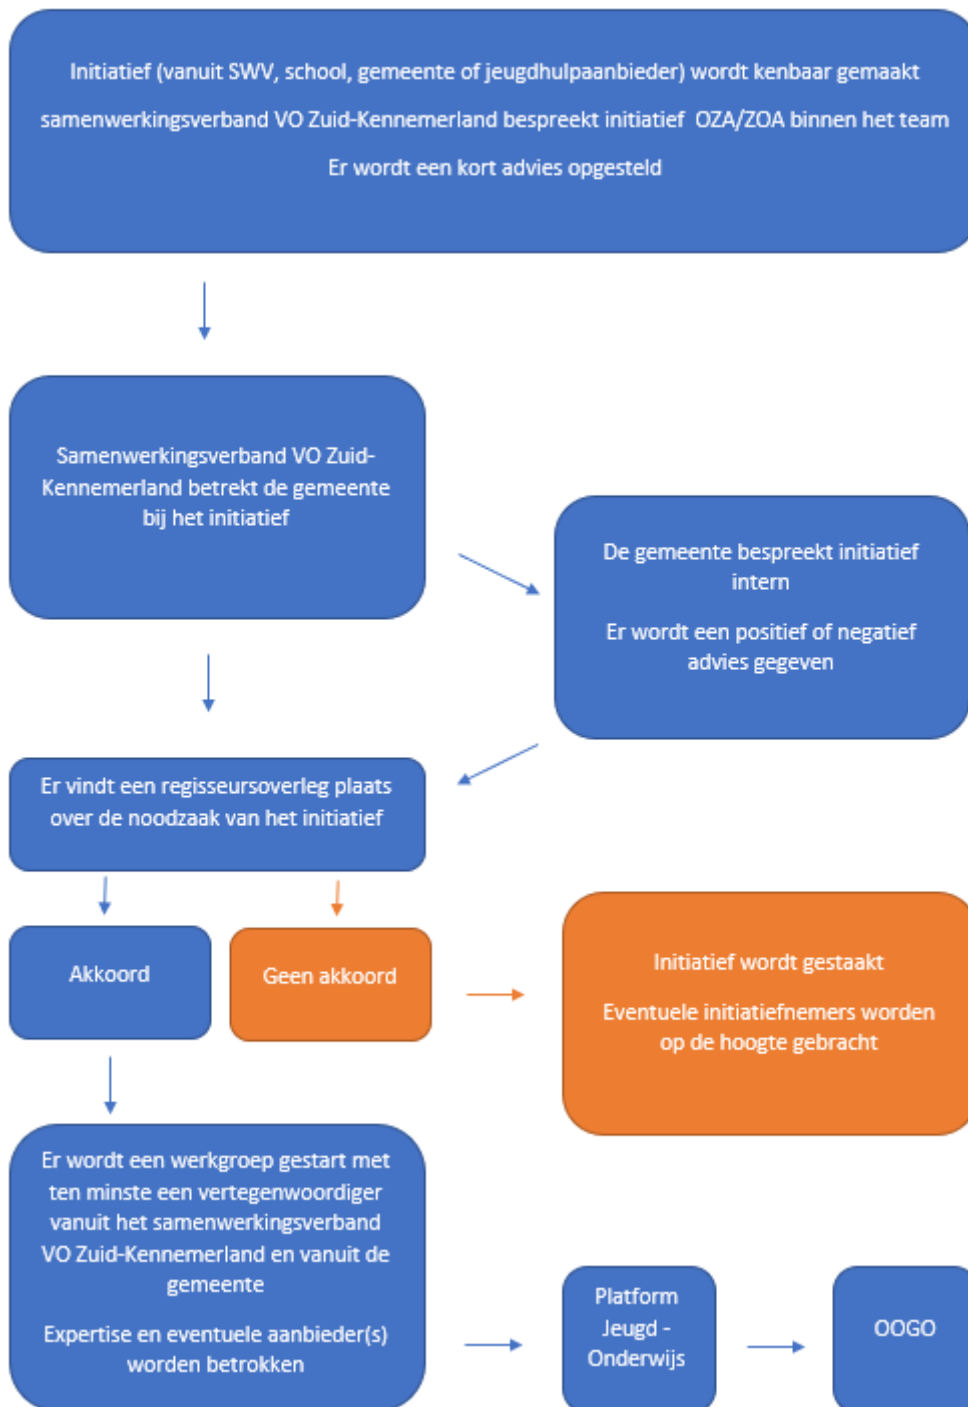 Initiatief (vanuit SWV, school, gemeente of jeugdhulpaanbieder) wordt kenbaar gemaakt
samenwerkingsverband VO Zuid-Kennemerland bespreekt initiatief OZA/ZOA binnen het team
Er wordt een kort advies opgesteld
Samenwerkingsverband VO Zuid-
Kennemerland betrekt de gemeente
bij het initiatief
De gemeente bespreekt initiatief
intern
Er wordt een positief of negatief
advies gegeven
Er vindt een regisseursoverleg plaats
over de noodzaak van het initiatief
Akkoord
Geen akkoord
Initiatief wordt gestaakt
Eventuele initiatiefnemers worden
op de hoogte gebracht
Er wordt een werkgroep gestart met
ten minste een vertegenwoordiger
vanuit het samenwerkingsverband
VO Zuid-Kennemerland en vanuit de
gemeente
Expertise en eventuele aanbieder(s)
worden betrokken
Platform
Jeugd -
Onderwijs
OOGO